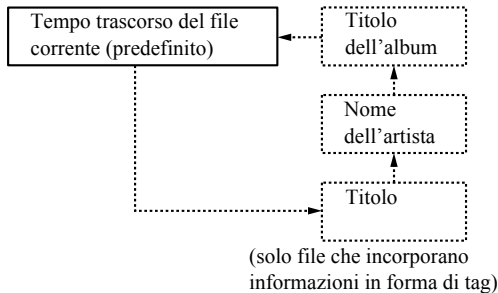 Tempo trascorso del file
corrente (predefinito)
Titolo
dell'album
Nome
dell'artista
Titolo
(solo file che incorporano
informazioni in forma di tag)